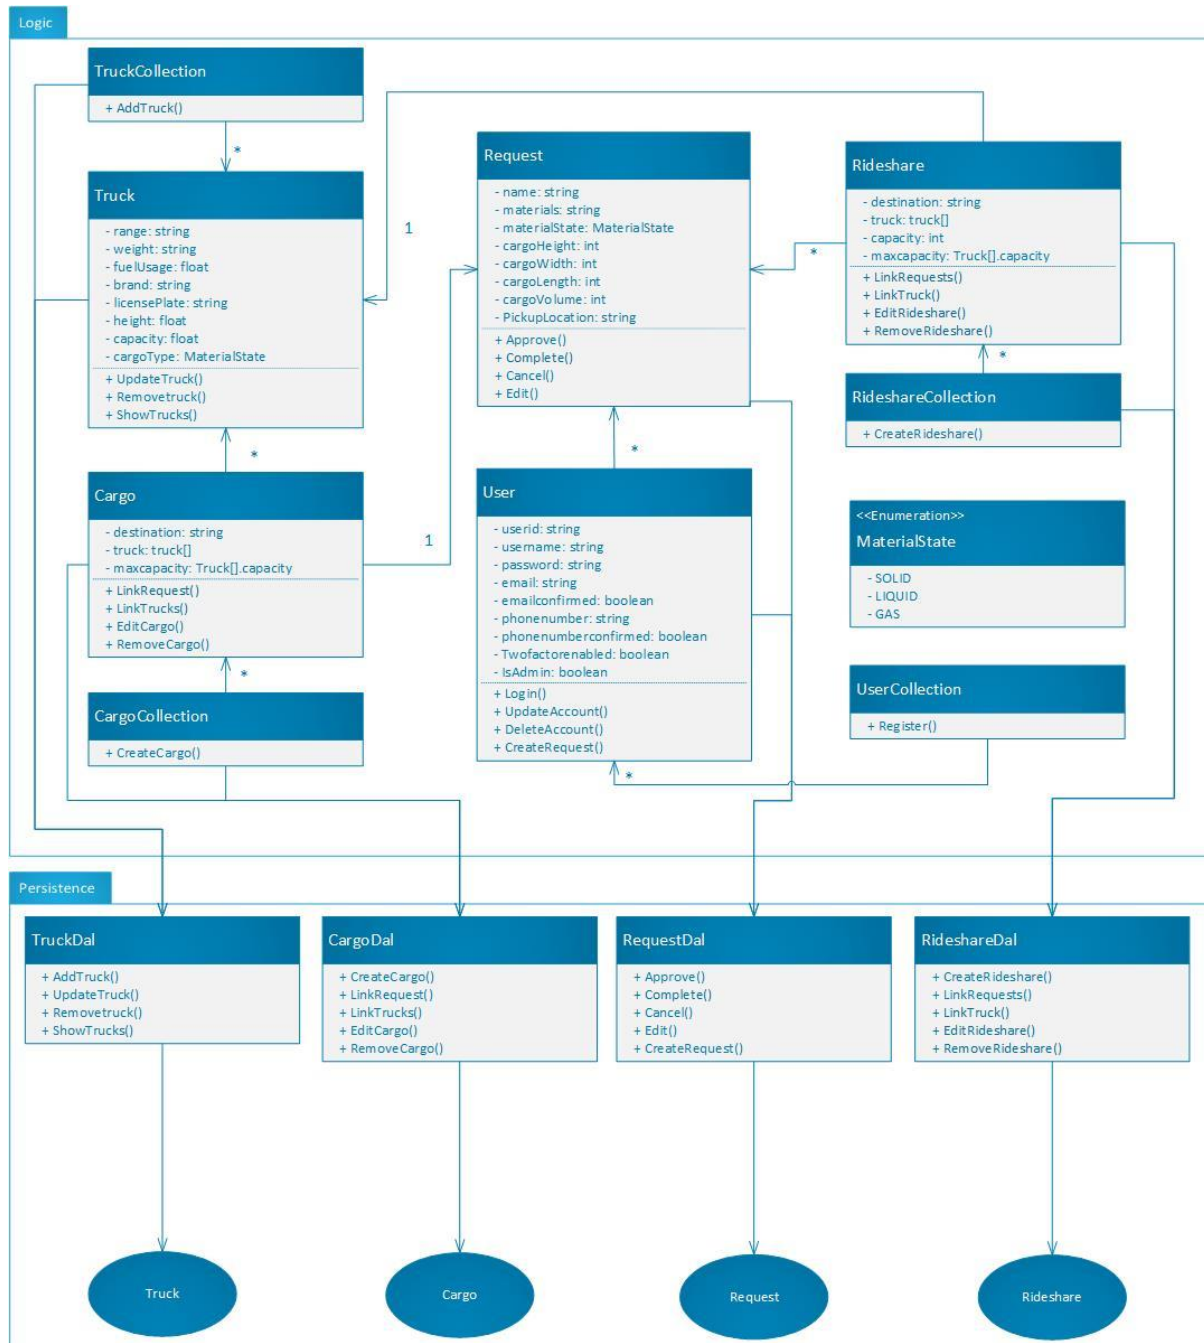 Logic
TruckCollection
+ AddTruck()
*
Truck
- range: string
- weight: string
- fuelUsage: float
- brand: string
- licensePlate: string
- height: float
- capacity: float
- cargoType: MaterialState
+ UpdateTruck()
+ Removetruck()
+ ShowTrucks()
*
Cargo
- destination: string
- truck: truck[]
- maxcapacity: Truck[].capacity
+ LinkRequest()
+ LinkTrucks()
+ EditCargo()
+ RemoveCargo()
*
CargoCollection
+ CreateCargo()
1
1
Request
- name: string
- materials: string
- materialState: MaterialState
- cargoHeight: int
- cargoWidth: int
- cargoLength: int
- cargoVolume: int
- PickupLocation: string
+ Approve()
+ Complete()
+ Cancel()
+ Edit()
*
User
- userid: string
- username: string
- password: string
- email: string
- emailconfirmed: boolean
- phonenumber: string
- phonenumberconfirmed: boolean
- Twofactorenabled: boolean
- IsAdmin: boolean
+ Login()
+ UpdateAccount()
+ DeleteAccount()
+ CreateRequest()
*
*
Rideshare
- destination: string
- truck: truck[]
- capacity: int
- maxcapacity: Truck[].capacity
+ LinkRequests()
+ LinkTruck()
+ EditRideshare()
+ RemoveRideshare()
*
RideshareCollection
+ CreateRideshare()
<<Enumeration>>
MaterialState
- SOLID
- LIQUID
- GAS
UserCollection
+ Register()
Persistence
TruckDal
+ AddTruck()
+ UpdateTruck()
+ Removetruck()
+ ShowTrucks()
CargoDal
+ CreateCargo()
+ LinkRequest()
+ LinkTrucks()
+ EditCargo()
+ RemoveCargo()
RequestDal
+ Approve()
+ Complete()
+ Cancel()
+ Edit()
+ CreateRequest()
RideshareDal
+ CreateRideshare()
+ LinkRequests()
+ LinkTruck()
+ EditRideshare()
+ RemoveRideshare()
Truck
Cargo
Request
Rideshare